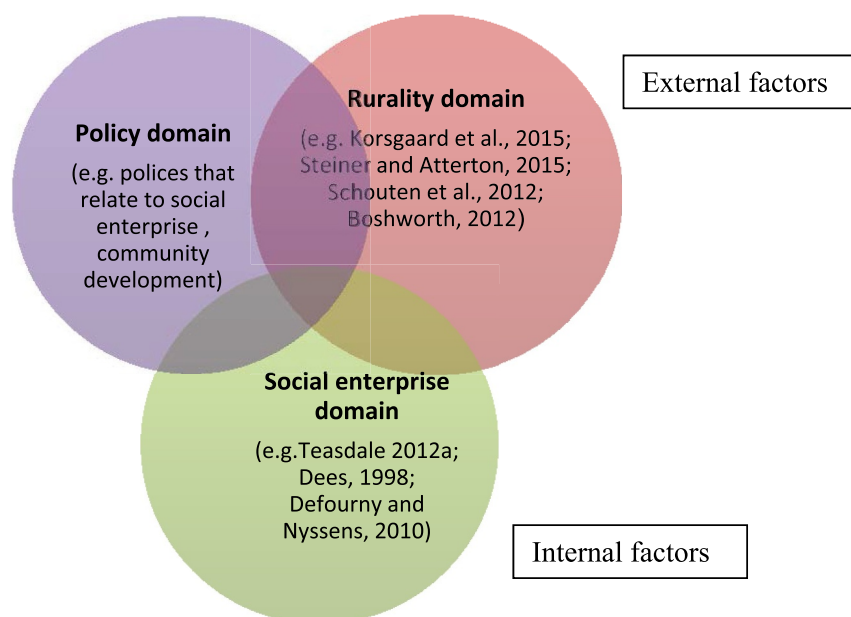 External factors
Rurality domain
(e.g. Korsgaard et al., 2015;
Steiner and Atterton, 2015;
Schouten et al., 2012;
Boshworth, 2012)
Policy domain
(e.g. polices that
relate to social
enterprise ,
community
development)
Social enterprise
domain
(e.g.Teasdale 2012a;
Dees, 1998;
Defourny and
Nyssens, 2010)
Internal factors